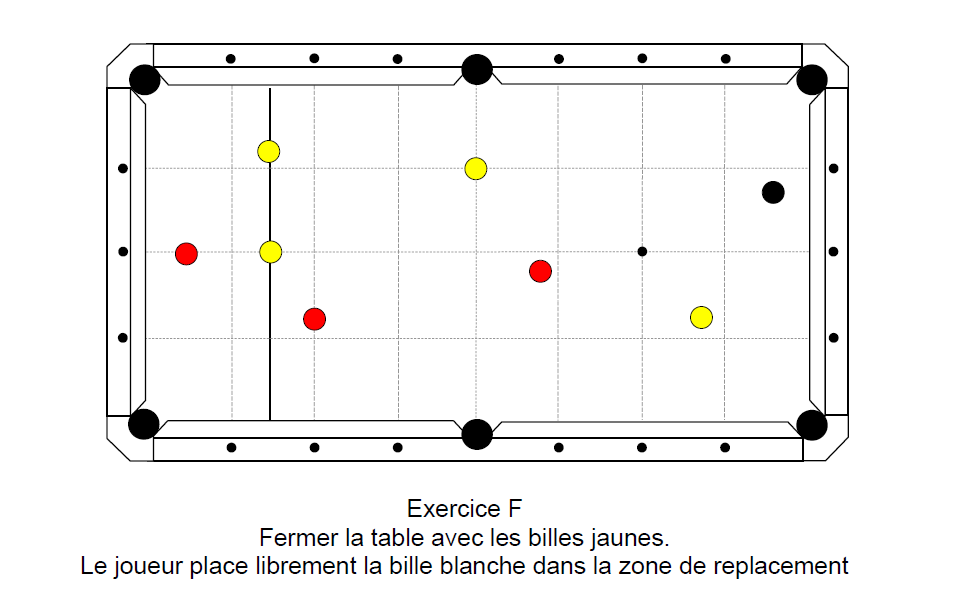 Exercice F
Fermer la table avec les billes jaunes.
Le joueur place librement la bille blanche dans la zone de replacement